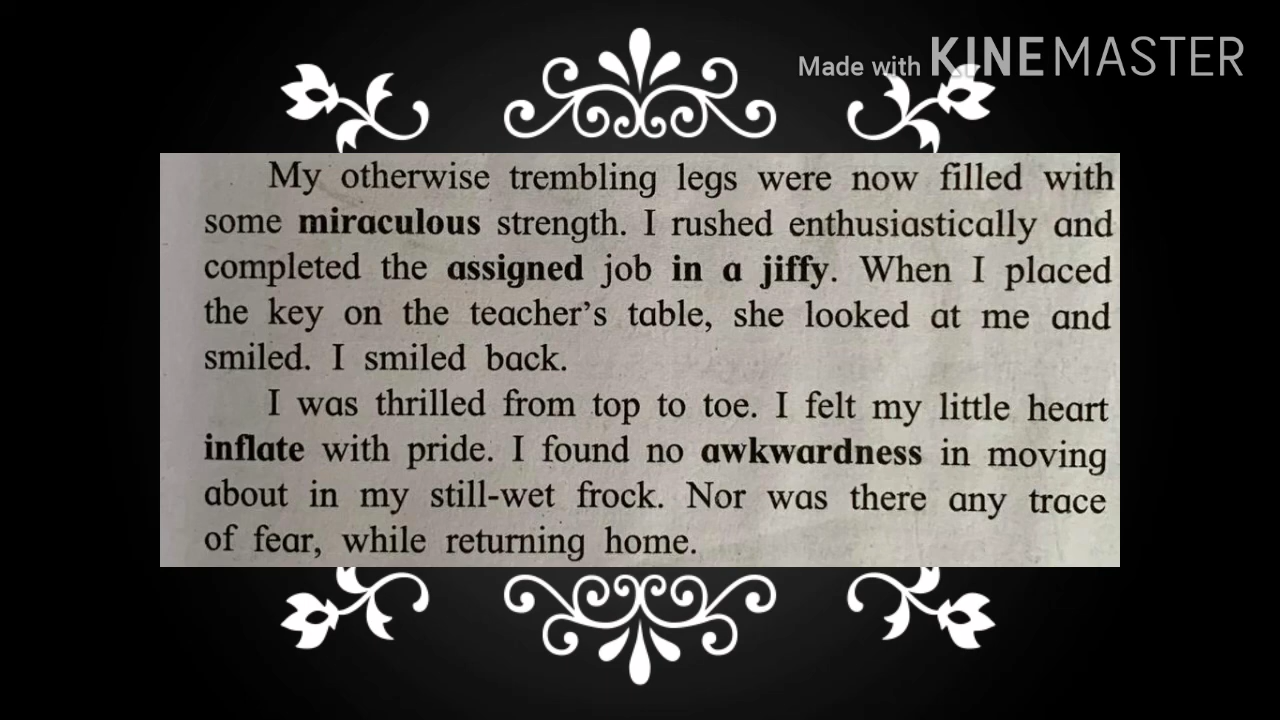 Made with KINEMASTER
My otherwise trembling legs were now filled with
some miraculous strength. I rushed enthusiastically and
completed the assigned job in a jiffy. When I placed
the key on the teacher's table, she looked at me and
smiled. I smiled back.
I was thrilled from top to toe. I felt my little heart
inflate with pride. I found no awkwardness in moving
about in my still-wet frock. Nor was there any trace
of fear, while returning home.